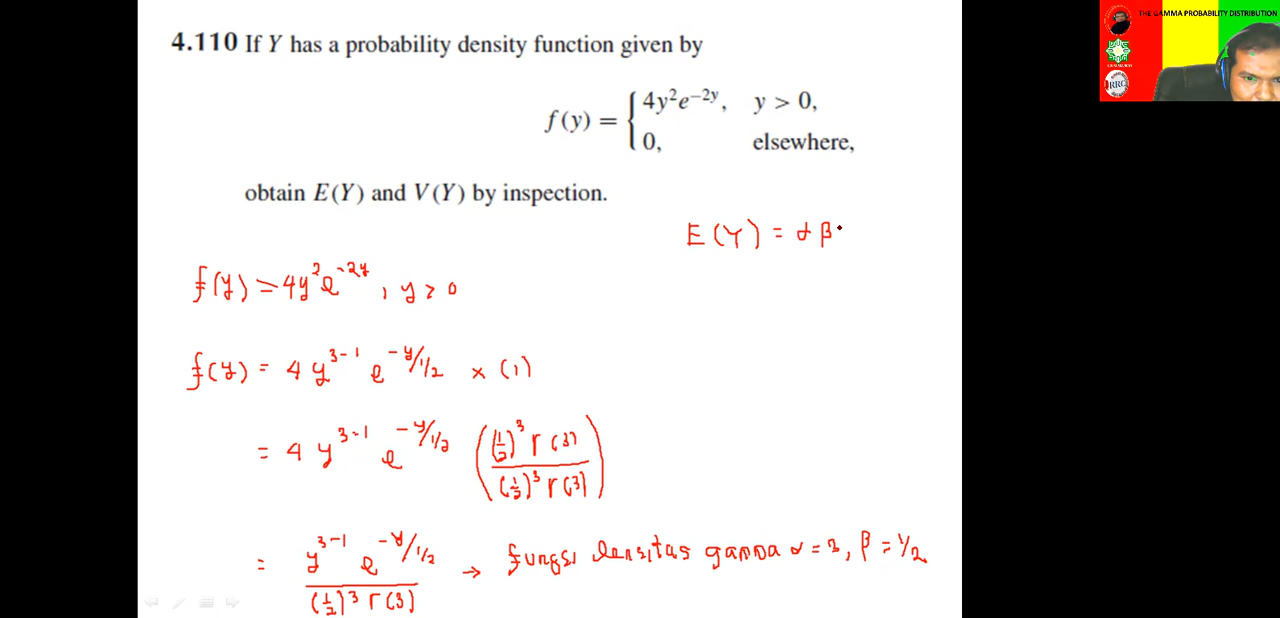 THE GAMMA PROBABILITY DISTRIBUTION
RRC
4.110 If Y has a probability density function given by
f(y) = { 4y²e⁻²ʸ, y > 0,
0, elsewhere,
obtain E(Y) and V(Y) by inspection.
E(Y) = αβ
f(y) = 4y²e⁻²ʸ, y > 0
f(y) = 4 y^(3-1) e^(-y/1/2) × (1)
= 4 y^(3-1) e^(-y/1/2) ( (1/2)³ Γ(3) / (1/2)³ Γ(3) )
= y^(3-1) e^(-y/1/2) / (1/2)³ Γ(3) → fungsi densitas gamma α = 3, β = 1/2